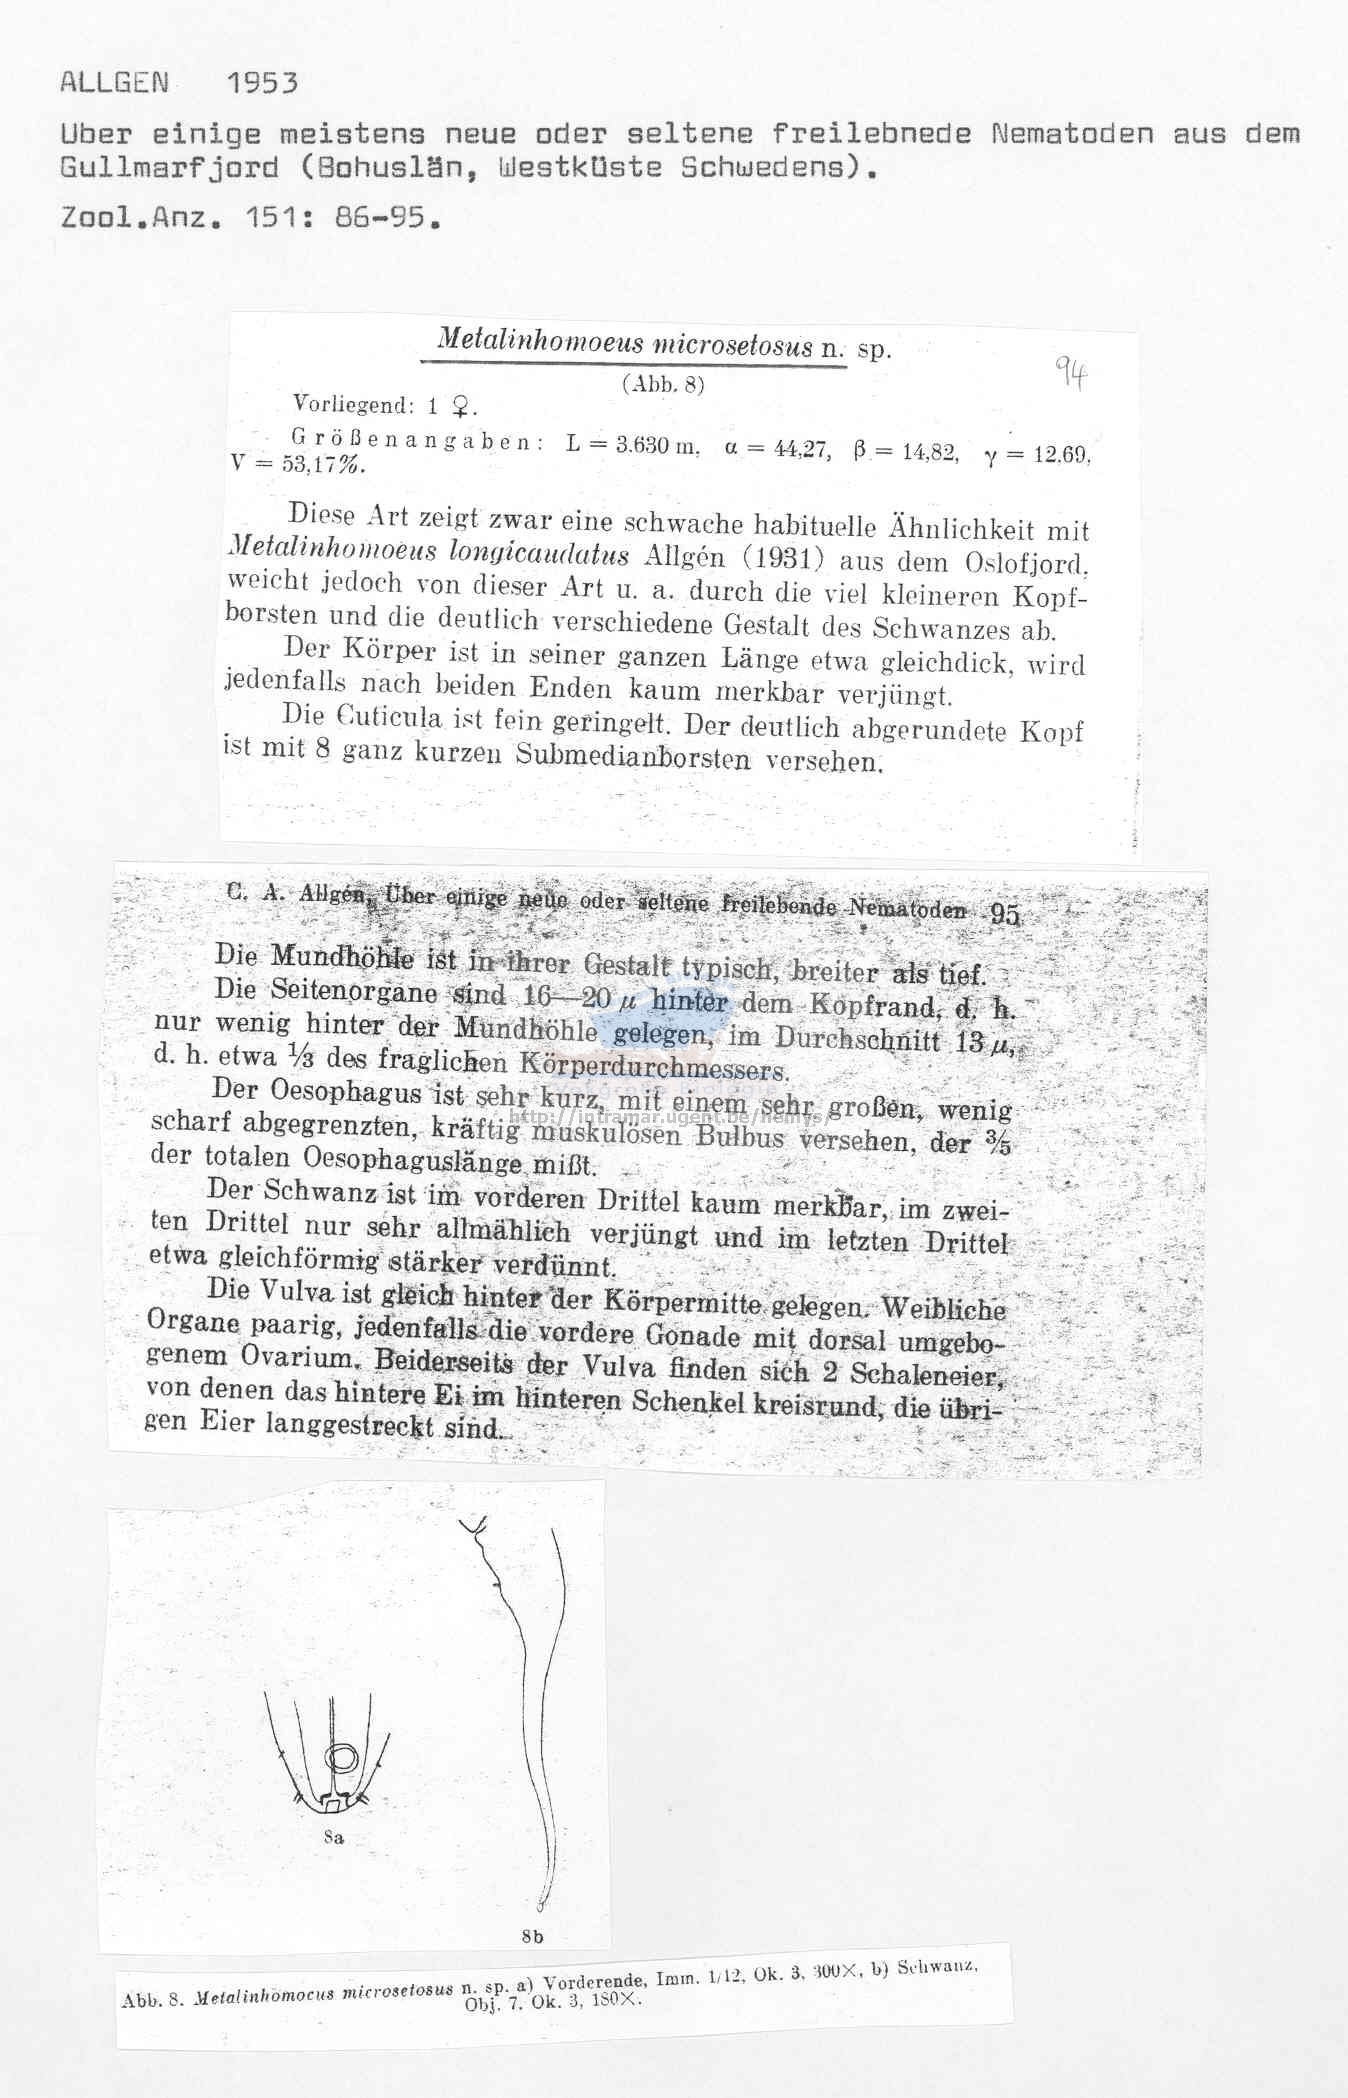 ALLGEN 1953
Uber einige meistens neue oder seltene freilebnede Nematoden aus dem
Gullmarfjord (Bohuslän, Westküste Schwedens).
Zool.Anz. 151: 86-95.
Metalinhomoeus microsetosus n. sp.
94
(Abb. 8)
Vorliegend: 1 ♀.
Größenangaben: L = 3.630 m, α = 44,27, β = 14,82, γ = 12,69,
V = 53,17%.
Diese Art zeigt zwar eine schwache habituelle Ähnlichkeit mit
Metalinhomoeus longicaudatus Allgén (1931) aus dem Oslofjord,
weicht jedoch von dieser Art u. a. durch die viel kleineren Kopf-
borsten und die deutlich verschiedene Gestalt des Schwanzes ab.
Der Körper ist in seiner ganzen Länge etwa gleichdick, wird
jedenfalls nach beiden Enden kaum merkbar verjüngt.
Die Cuticula ist fein geringelt. Der deutlich abgerundete Kopf
ist mit 8 ganz kurzen Submedianborsten versehen.
C. A. Allgén, Über einige neue oder seltene freilebende Nematoden 95
Die Mundhöhle ist in ihrer Gestalt typisch, breiter als tief.
Die Seitenorgane sind 16—20 μ hinter dem Kopfrand, d. h.
nur wenig hinter der Mundhöhle gelegen, im Durchschnitt 13 μ,
d. h. etwa ⅓ des fraglichen Körperdurchmessers.
Der Oesophagus ist sehr kurz, mit einem sehr großen, wenig
http://intramar.ugent.be/nemys/
scharf abgegrenzten, kräftig muskulösen Bulbus versehen, der ⅗
der totalen Oesophaguslänge mißt.
Der Schwanz ist im vorderen Drittel kaum merkbar, im zwei-
ten Drittel nur sehr allmählich verjüngt und im letzten Drittel
etwa gleichförmig stärker verdünnt.
Die Vulva ist gleich hinter der Körpermitte gelegen. Weibliche
Organe paarig, jedenfalls die vordere Gonade mit dorsal umgebo-
genem Ovarium. Beiderseits der Vulva finden sich 2 Schaleneier,
von denen das hintere Ei im hinteren Schenkel kreisrund, die übri-
gen Eier langgestreckt sind.
8a
8b
Abb. 8. Metalinhomoeus microsetosus n. sp. a) Vorderende, Imm. 1/12, Ok. 3, 300×, b) Schwanz,
Obj. 7, Ok. 3, 180×.